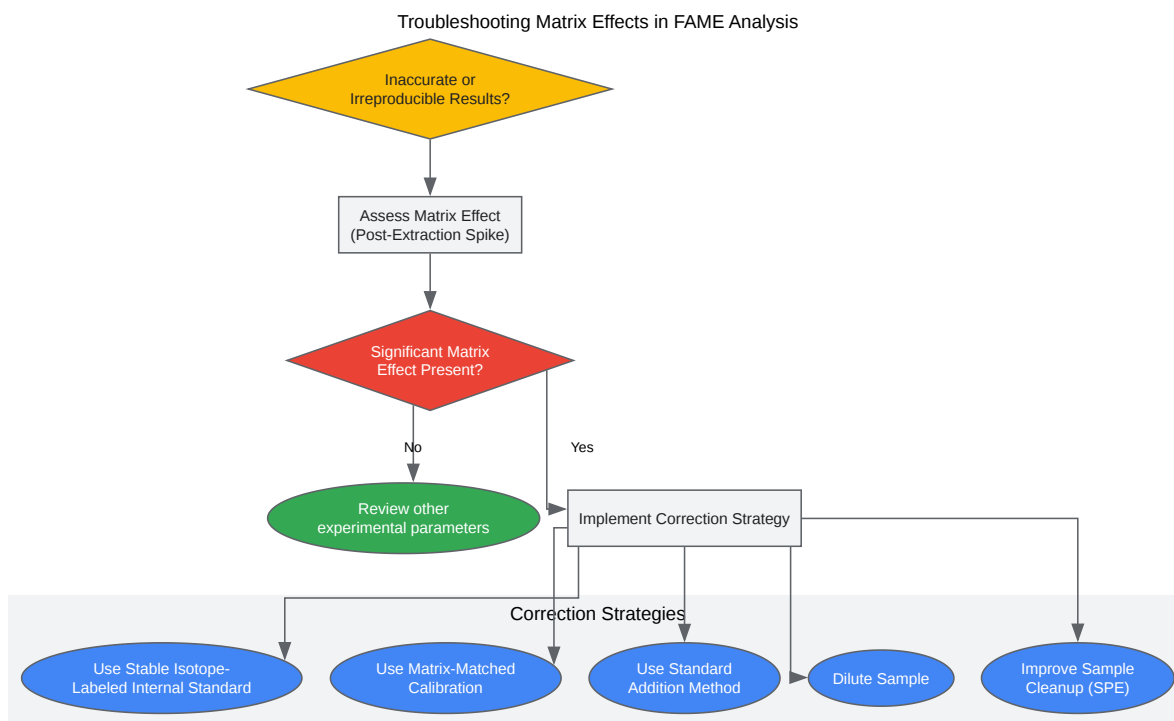 Troubleshooting Matrix Effects in FAME Analysis
Inaccurate or
Irreproducible Results?
Assess Matrix Effect
(Post-Extraction Spike)
Significant Matrix
Effect Present?
No
Yes
Review other
experimental parameters
Implement Correction Strategy
Correction Strategies
Use Stable Isotope-
Labeled Internal Standard
Use Matrix-Matched
Calibration
Use Standard
Addition Method
Dilute Sample
Improve Sample
Cleanup (SPE)